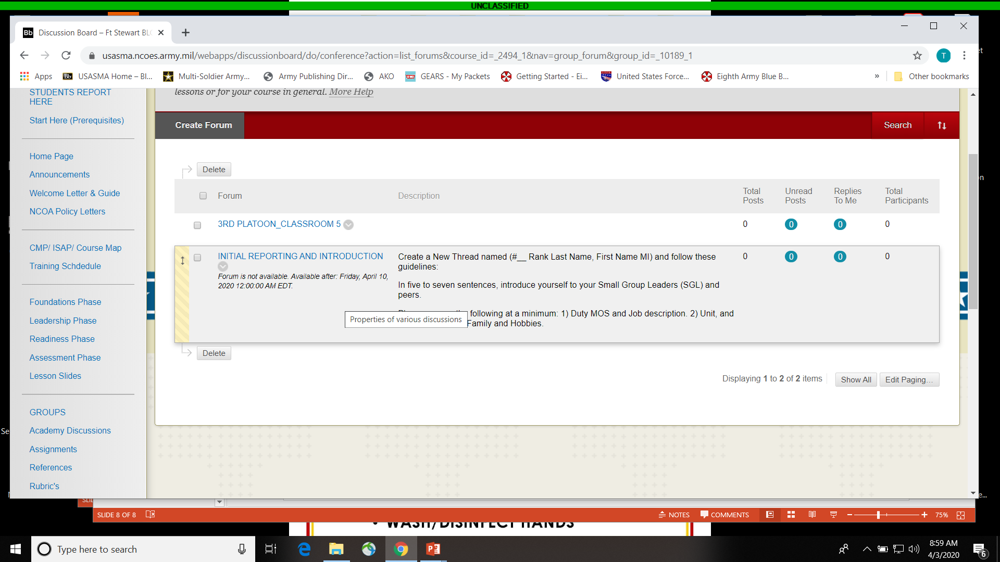 UNCLASSIFIED
Discussion Board – Ft Stewart BL
usasma.ncoes.army.mil/webapps/discussionboard/do/conference?action=list_forums&course_id=_2494_1&nav=group_forum&group_id=_10189_1
T
Apps
Bb USASMA Home – Bl...
Multi-Soldier Army...
Army Publishing Dir...
AKO
GEARS - My Packets
Getting Started - Ei...
United States Force...
Eighth Army Blue B...
»
Other bookmarks
STUDENTS REPORT
HERE
Start Here (Prerequisites)
Home Page
Announcements
Welcome Letter & Guide
NCOA Policy Letters
CMP/ ISAP/ Course Map
Training Schdedule
Foundations Phase
Leadership Phase
Readiness Phase
Assessment Phase
Lesson Slides
GROUPS
Academy Discussions
Assignments
References
Rubric's
lessons or for your course in general. More Help
Create Forum
Search
Delete
Forum
Description
Total
Posts
Unread
Posts
Replies
To Me
Total
Participants
3RD PLATOON_CLASSROOM 5
0
0
0
0
INITIAL REPORTING AND INTRODUCTION
Forum is not available. Available after: Friday, April 10,
2020 12:00:00 AM EDT.
Create a New Thread named (#__ Rank Last Name, First Name MI) and follow these
guidelines:
In five to seven sentences, introduce yourself to your Small Group Leaders (SGL) and
peers.
following at a minimum: 1) Duty MOS and Job description. 2) Unit, and
Family and Hobbies.
0
0
0
0
Properties of various discussions
Delete
Displaying 1 to 2 of 2 items
Show All
Edit Paging...
SLIDE 8 OF 8
NOTES
COMMENTS
75%
• WASH/DISINFECT HANDS
Type here to search
8:59 AM
4/3/2020
6